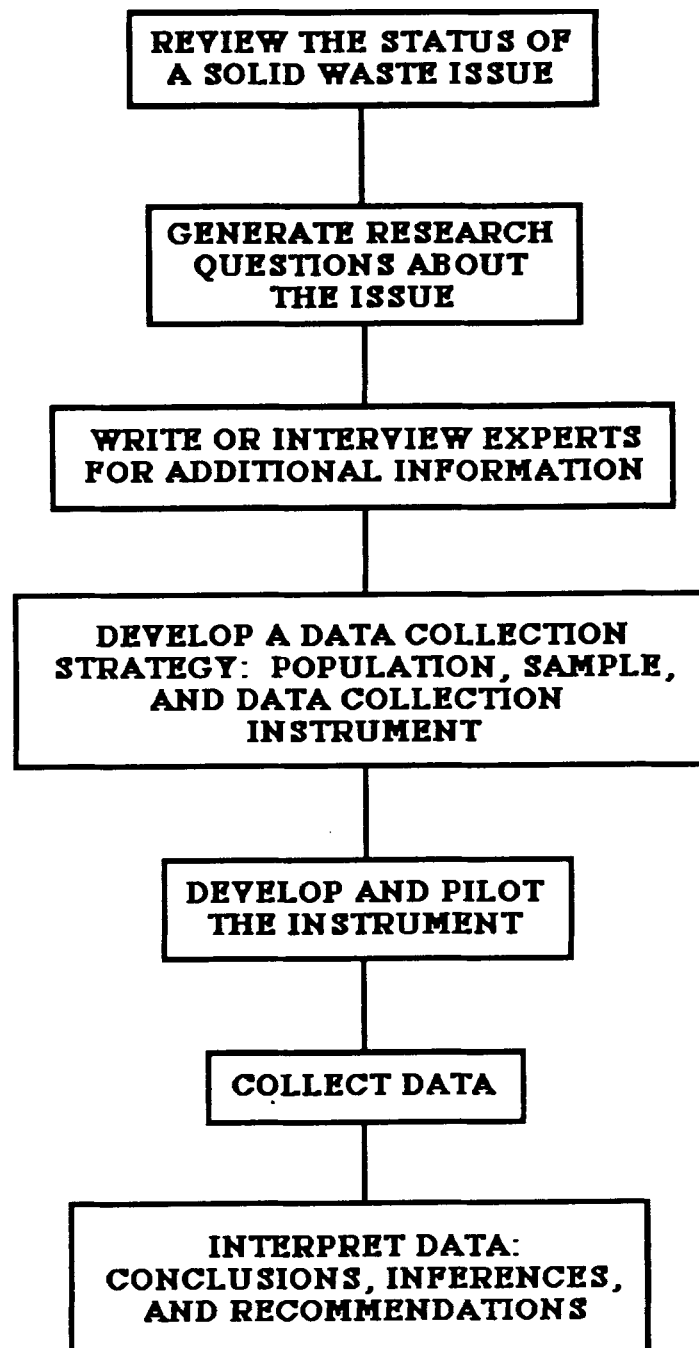 REVIEW THE STATUS OF
A SOLID WASTE ISSUE
GENERATE RESEARCH
QUESTIONS ABOUT
THE ISSUE
WRITE OR INTERVIEW EXPERTS
FOR ADDITIONAL INFORMATION
DEVELOP A DATA COLLECTION
STRATEGY: POPULATION, SAMPLE,
AND DATA COLLECTION
INSTRUMENT
DEVELOP AND PILOT
THE INSTRUMENT
COLLECT DATA
INTERPRET DATA:
CONCLUSIONS, INFERENCES,
AND RECOMMENDATIONS